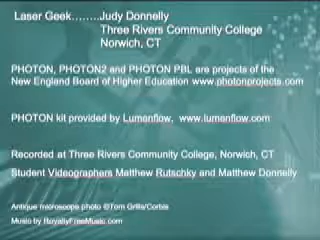 Laser Geek……..Judy Donnelly
Three Rivers Community College
Norwich, CT
PHOTON, PHOTON2 and PHOTON PBL are projects of the
New England Board of Higher Education www.photonprojects.com
PHOTON kit provided by Lumenflow, www.lumenflow.com
Recorded at Three Rivers Community College, Norwich, CT
Student Videographers Matthew Rutschky and Matthew Donnelly
Antique microscope photo ©Tom Grills/Corbis
Music by RoyaltyFreeMusic.com